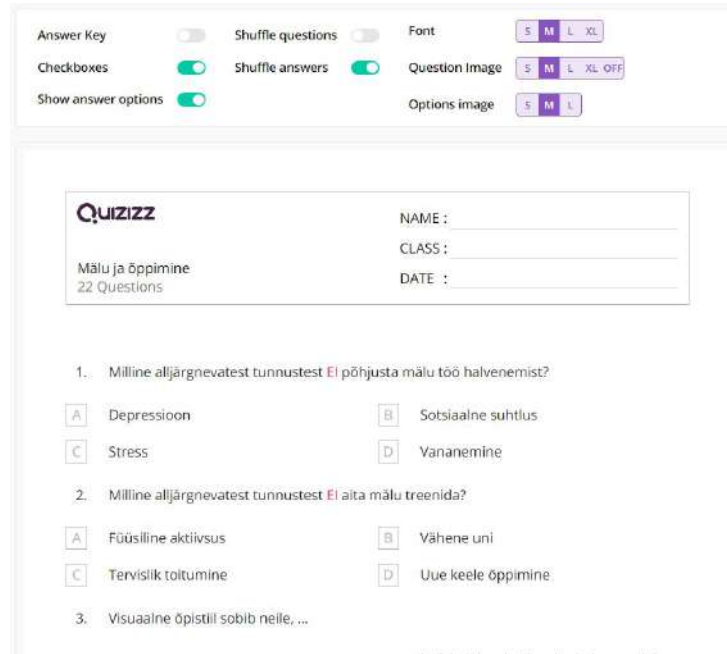 Answer Key Shuffle questions Font S M L XL
Checkboxes Shuffle answers Question Image S M L XL OFF
Show answer options Options image S M L
Quizizz
NAME :
CLASS :
Mälu ja õppimine
DATE :
22 Questions
1. Milline alljärgnevatest tunnustest EI põhjusta mälu töö halvenemist?
A Depressioon B Sotsiaalne suhtlus
C Stress D Vananemine
2. Milline alljärgnevatest tunnustest EI aita mälu treenida?
A Füüsiline aktiivsus B Vähene uni
C Tervislik toitumine D Uue keele õppimine
3. Visuaalne õpistiil sobib neile, ...